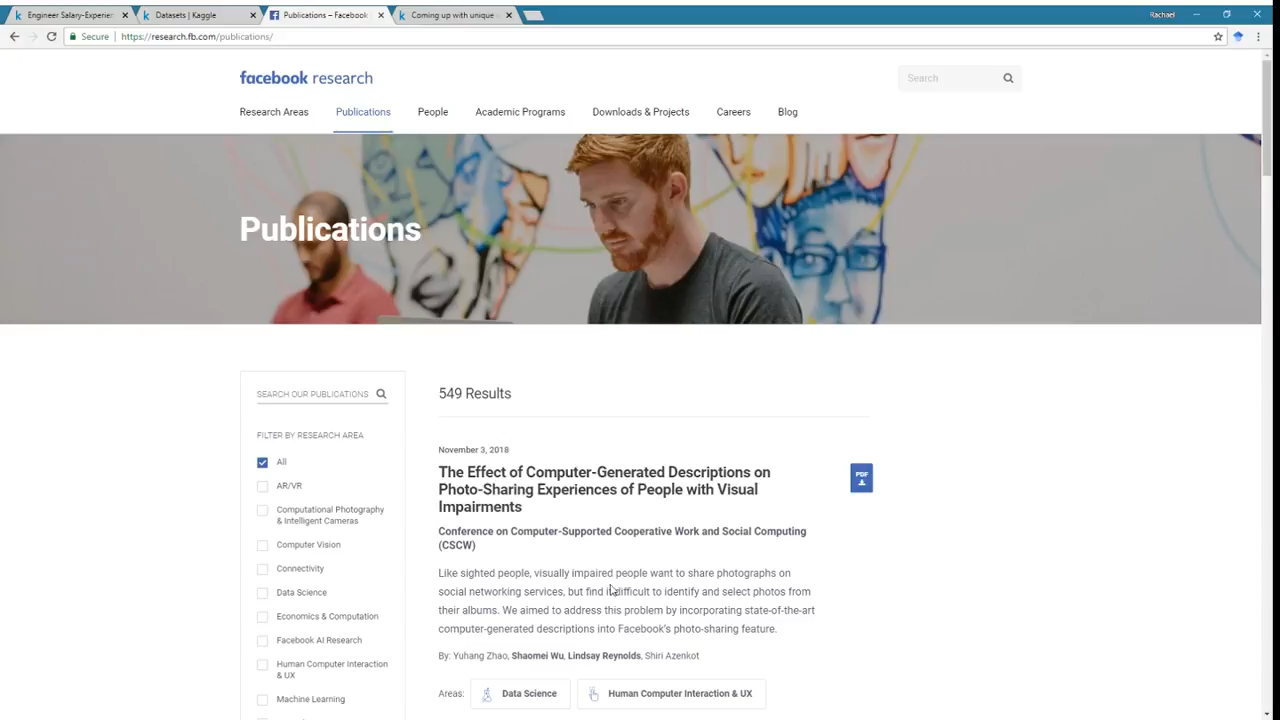 Engineer Salary-Experien
Datasets | Kaggle
Publications – Facebook
Coming up with unique
Rachael
Secure
https://research.fb.com/publications/
facebook research
Search
Research Areas
Publications
People
Academic Programs
Downloads & Projects
Careers
Blog
Publications
SEARCH OUR PUBLICATIONS
FILTER BY RESEARCH AREA
All
AR/VR
Computational Photography
& Intelligent Cameras
Computer Vision
Connectivity
Data Science
Economics & Computation
Facebook AI Research
Human Computer Interaction
& UX
Machine Learning
549 Results
November 3, 2018
The Effect of Computer-Generated Descriptions on
Photo-Sharing Experiences of People with Visual
Impairments
PDF
Conference on Computer-Supported Cooperative Work and Social Computing
(CSCW)
Like sighted people, visually impaired people want to share photographs on
social networking services, but find it difficult to identify and select photos from
their albums. We aimed to address this problem by incorporating state-of-the-art
computer-generated descriptions into Facebook's photo-sharing feature.
By: Yuhang Zhao, Shaomei Wu, Lindsay Reynolds, Shiri Azenkot
Areas:
Data Science
Human Computer Interaction & UX